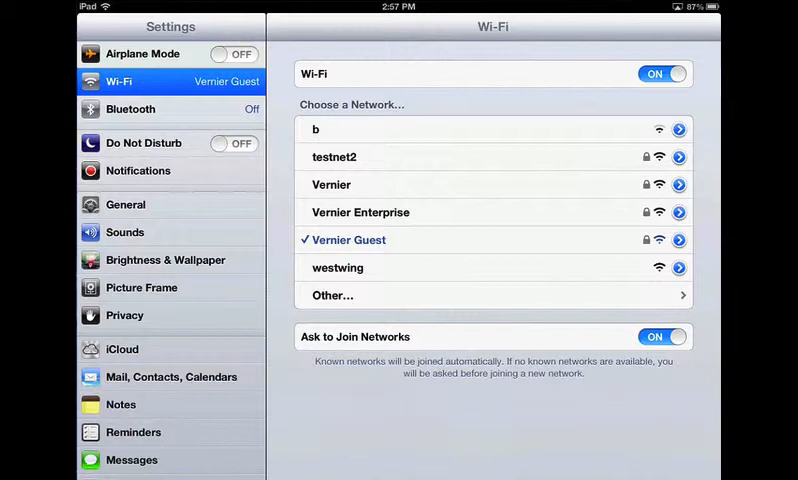 iPad 2:57 PM 87%
Settings
Wi-Fi
Airplane Mode OFF
Wi-Fi Vernier Guest
Bluetooth Off
Do Not Disturb OFF
Notifications
General
Sounds
Brightness & Wallpaper
Picture Frame
Privacy
iCloud
Mail, Contacts, Calendars
Notes
Reminders
Messages
Wi-Fi ON
Choose a Network...
b
testnet2
Vernier
Vernier Enterprise
✓ Vernier Guest
westwing
Other...
Ask to Join Networks ON
Known networks will be joined automatically. If no known networks are available, you
will be asked before joining a new network.